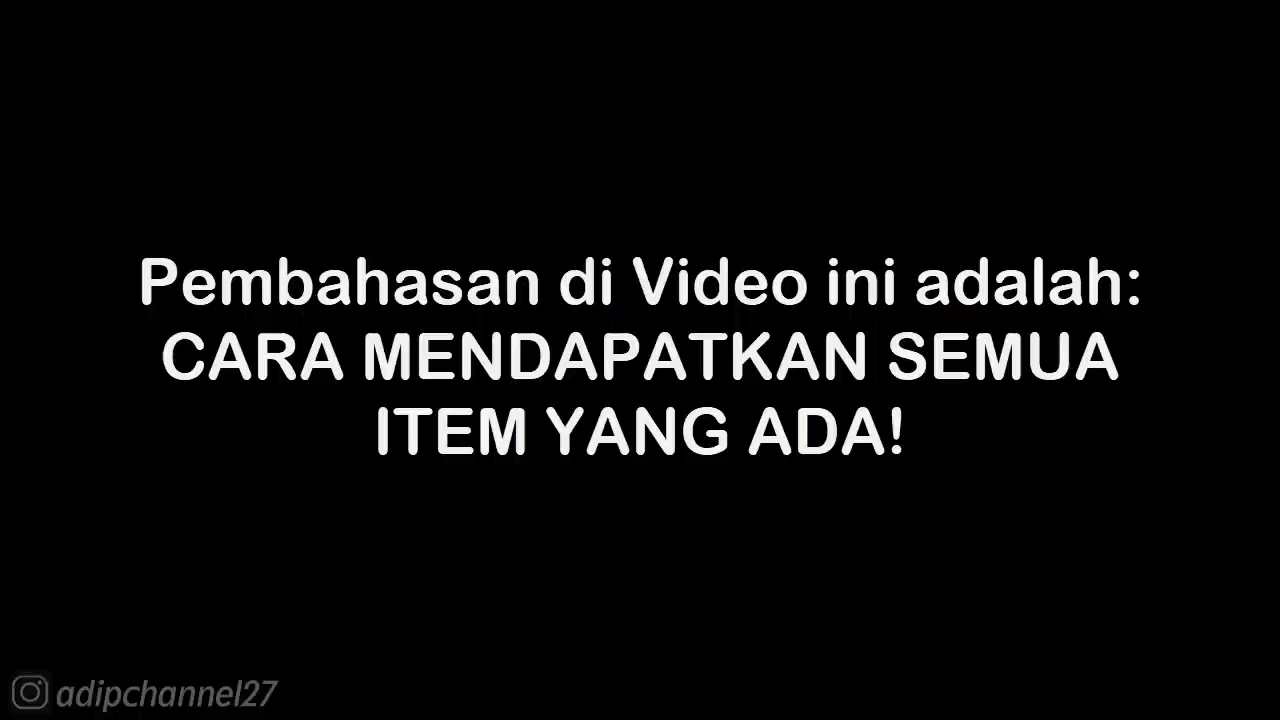 Pembahasan di Video ini adalah:
CARA MENDAPATKAN SEMUA
ITEM YANG ADA!
adipchannel27